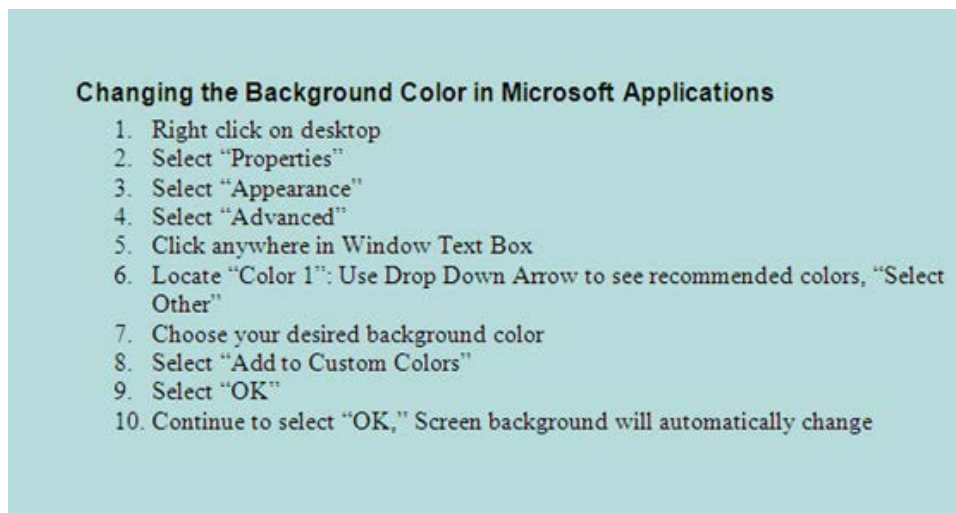 Changing the Background Color in Microsoft Applications
1. Right click on desktop
2. Select “Properties”
3. Select “Appearance”
4. Select “Advanced”
5. Click anywhere in Window Text Box
6. Locate “Color 1”: Use Drop Down Arrow to see recommended colors, “Select
Other”
7. Choose your desired background color
8. Select “Add to Custom Colors”
9. Select “OK”
10. Continue to select “OK,” Screen background will automatically change